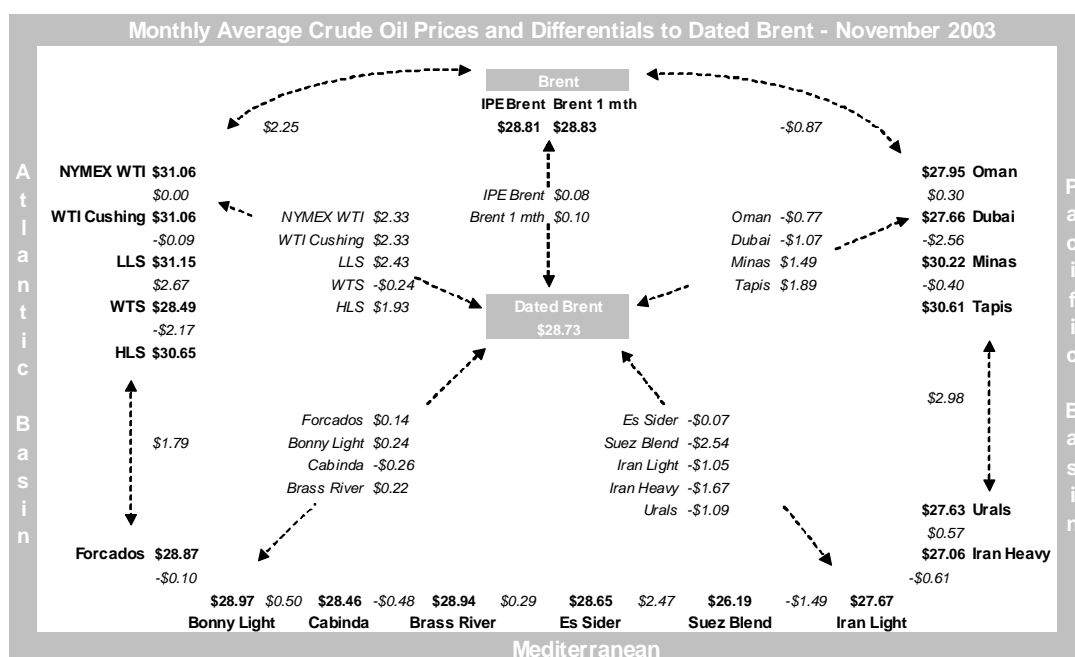 Monthly Average Crude Oil Prices and Differentials to Dated Brent - November 2003
Brent
IPE Brent Brent 1 mth
$28.81 $28.83
$2.25
-$0.87
Atlantic Basin
NYMEX WTI $31.06
$0.00
WTI Cushing $31.06
-$0.09
LLS $31.15
$2.67
WTS $28.49
-$2.17
HLS $30.65
NYMEX WTI $2.33
WTI Cushing $2.33
LLS $2.43
WTS -$0.24
HLS $1.93
IPE Brent $0.08
Brent 1 mth $0.10
Dated Brent
$28.73
Oman -$0.77
Dubai -$1.07
Minas $1.49
Tapis $1.89
$27.95 Oman
$0.30
$27.66 Dubai
-$2.56
$30.22 Minas
-$0.40
$30.61 Tapis
Pacific Basin
$1.79
Forcados $0.14
Bonny Light $0.24
Cabinda -$0.26
Brass River $0.22
Es Sider -$0.07
Suez Blend -$2.54
Iran Light -$1.05
Iran Heavy -$1.67
Urals -$1.09
$2.98
$27.63 Urals
$0.57
$27.06 Iran Heavy
-$0.61
Forcados $28.87
-$0.10
$28.97 $0.50 $28.46 -$0.48 $28.94 $0.29 $28.65 $2.47 $26.19 -$1.49 $27.67
Bonny Light Cabinda Brass River Es Sider Suez Blend Iran Light
Mediterranean